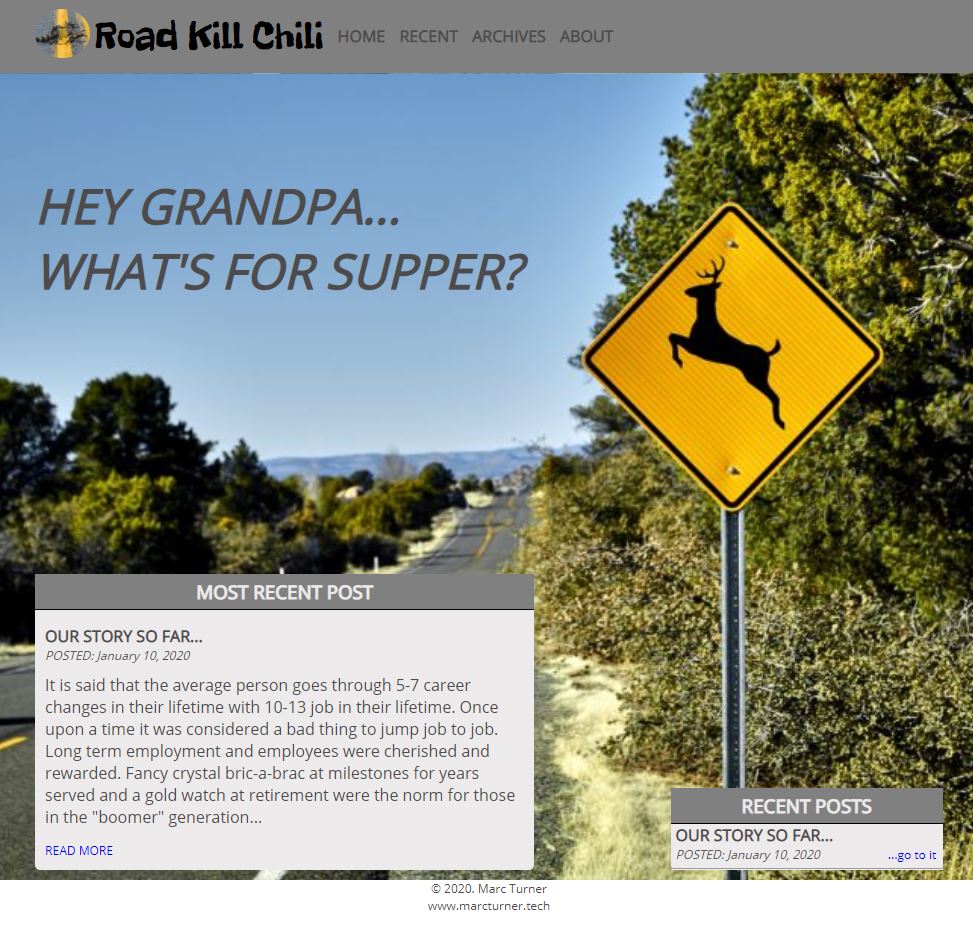 Road Kill Chili HOME RECENT ARCHIVES ABOUT
HEY GRANDPA...
WHAT'S FOR SUPPER?
MOST RECENT POST
OUR STORY SO FAR...
POSTED: January 10, 2020
It is said that the average person goes through 5-7 career
changes in their lifetime with 10-13 job in their lifetime. Once
upon a time it was considered a bad thing to jump job to job.
Long term employment and employees were cherished and
rewarded. Fancy crystal bric-a-brac at milestones for years
served and a gold watch at retirement were the norm for those
in the "boomer" generation...
READ MORE
RECENT POSTS
OUR STORY SO FAR...
POSTED: January 10, 2020 ...go to it
© 2020. Marc Turner
www.marcturner.tech